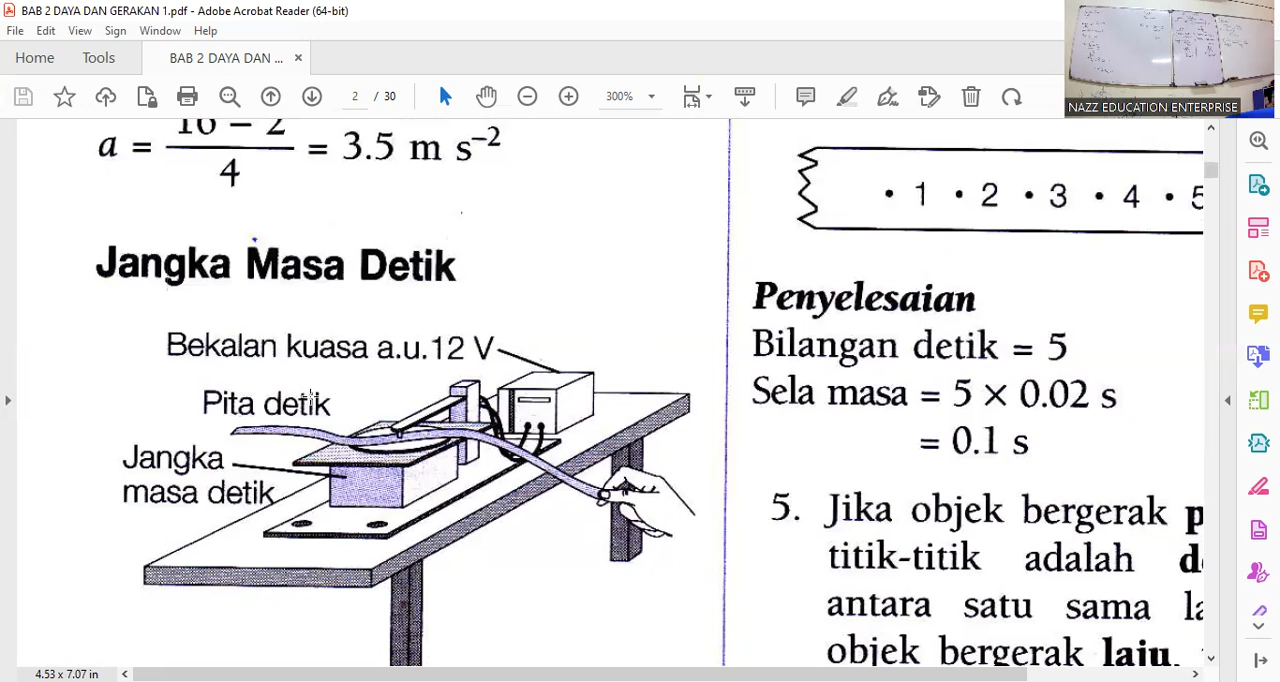 BAB 2 DAYA DAN GERAKAN 1.pdf - Adobe Acrobat Reader (64-bit)
File Edit View Sign Window Help
Home Tools BAB 2 DAYA DAN ... ×
2 / 30 300%
NAZZ EDUCATION ENTERPRISE
a = 16 – 2 / 4 = 3.5 m s⁻²
Jangka Masa Detik
Bekalan kuasa a.u.12 V
Pita detik
Jangka
masa detik
• 1 • 2 • 3 • 4 • 5
Penyelesaian
Bilangan detik = 5
Sela masa = 5 × 0.02 s
= 0.1 s
5. Jika objek bergerak p
titik-titik adalah d
antara satu sama la
objek bergerak laju,
4.53 x 7.07 in